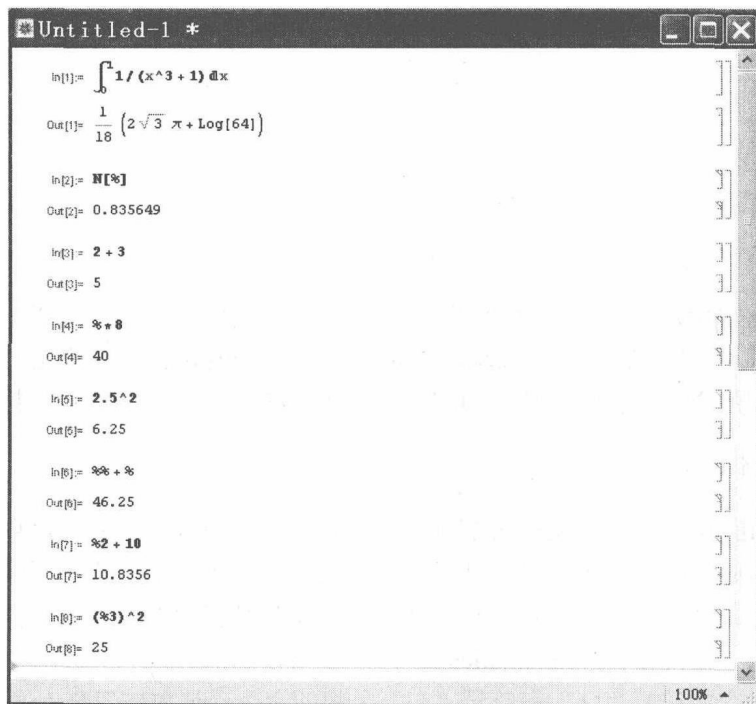 Untitled-1 *
In[1]:= ∫₀¹ 1/(x^3 + 1) ⅆx
Out[1]= 1/18 (2 √3 π + Log[64])
In[2]:= N[%]
Out[2]= 0.835649
In[3]:= 2 + 3
Out[3]= 5
In[4]:= % * 8
Out[4]= 40
In[5]:= 2.5^2
Out[5]= 6.25
In[6]:= %% + %
Out[6]= 46.25
In[7]:= %2 + 10
Out[7]= 10.8356
In[8]:= (%3)^2
Out[8]= 25
100%